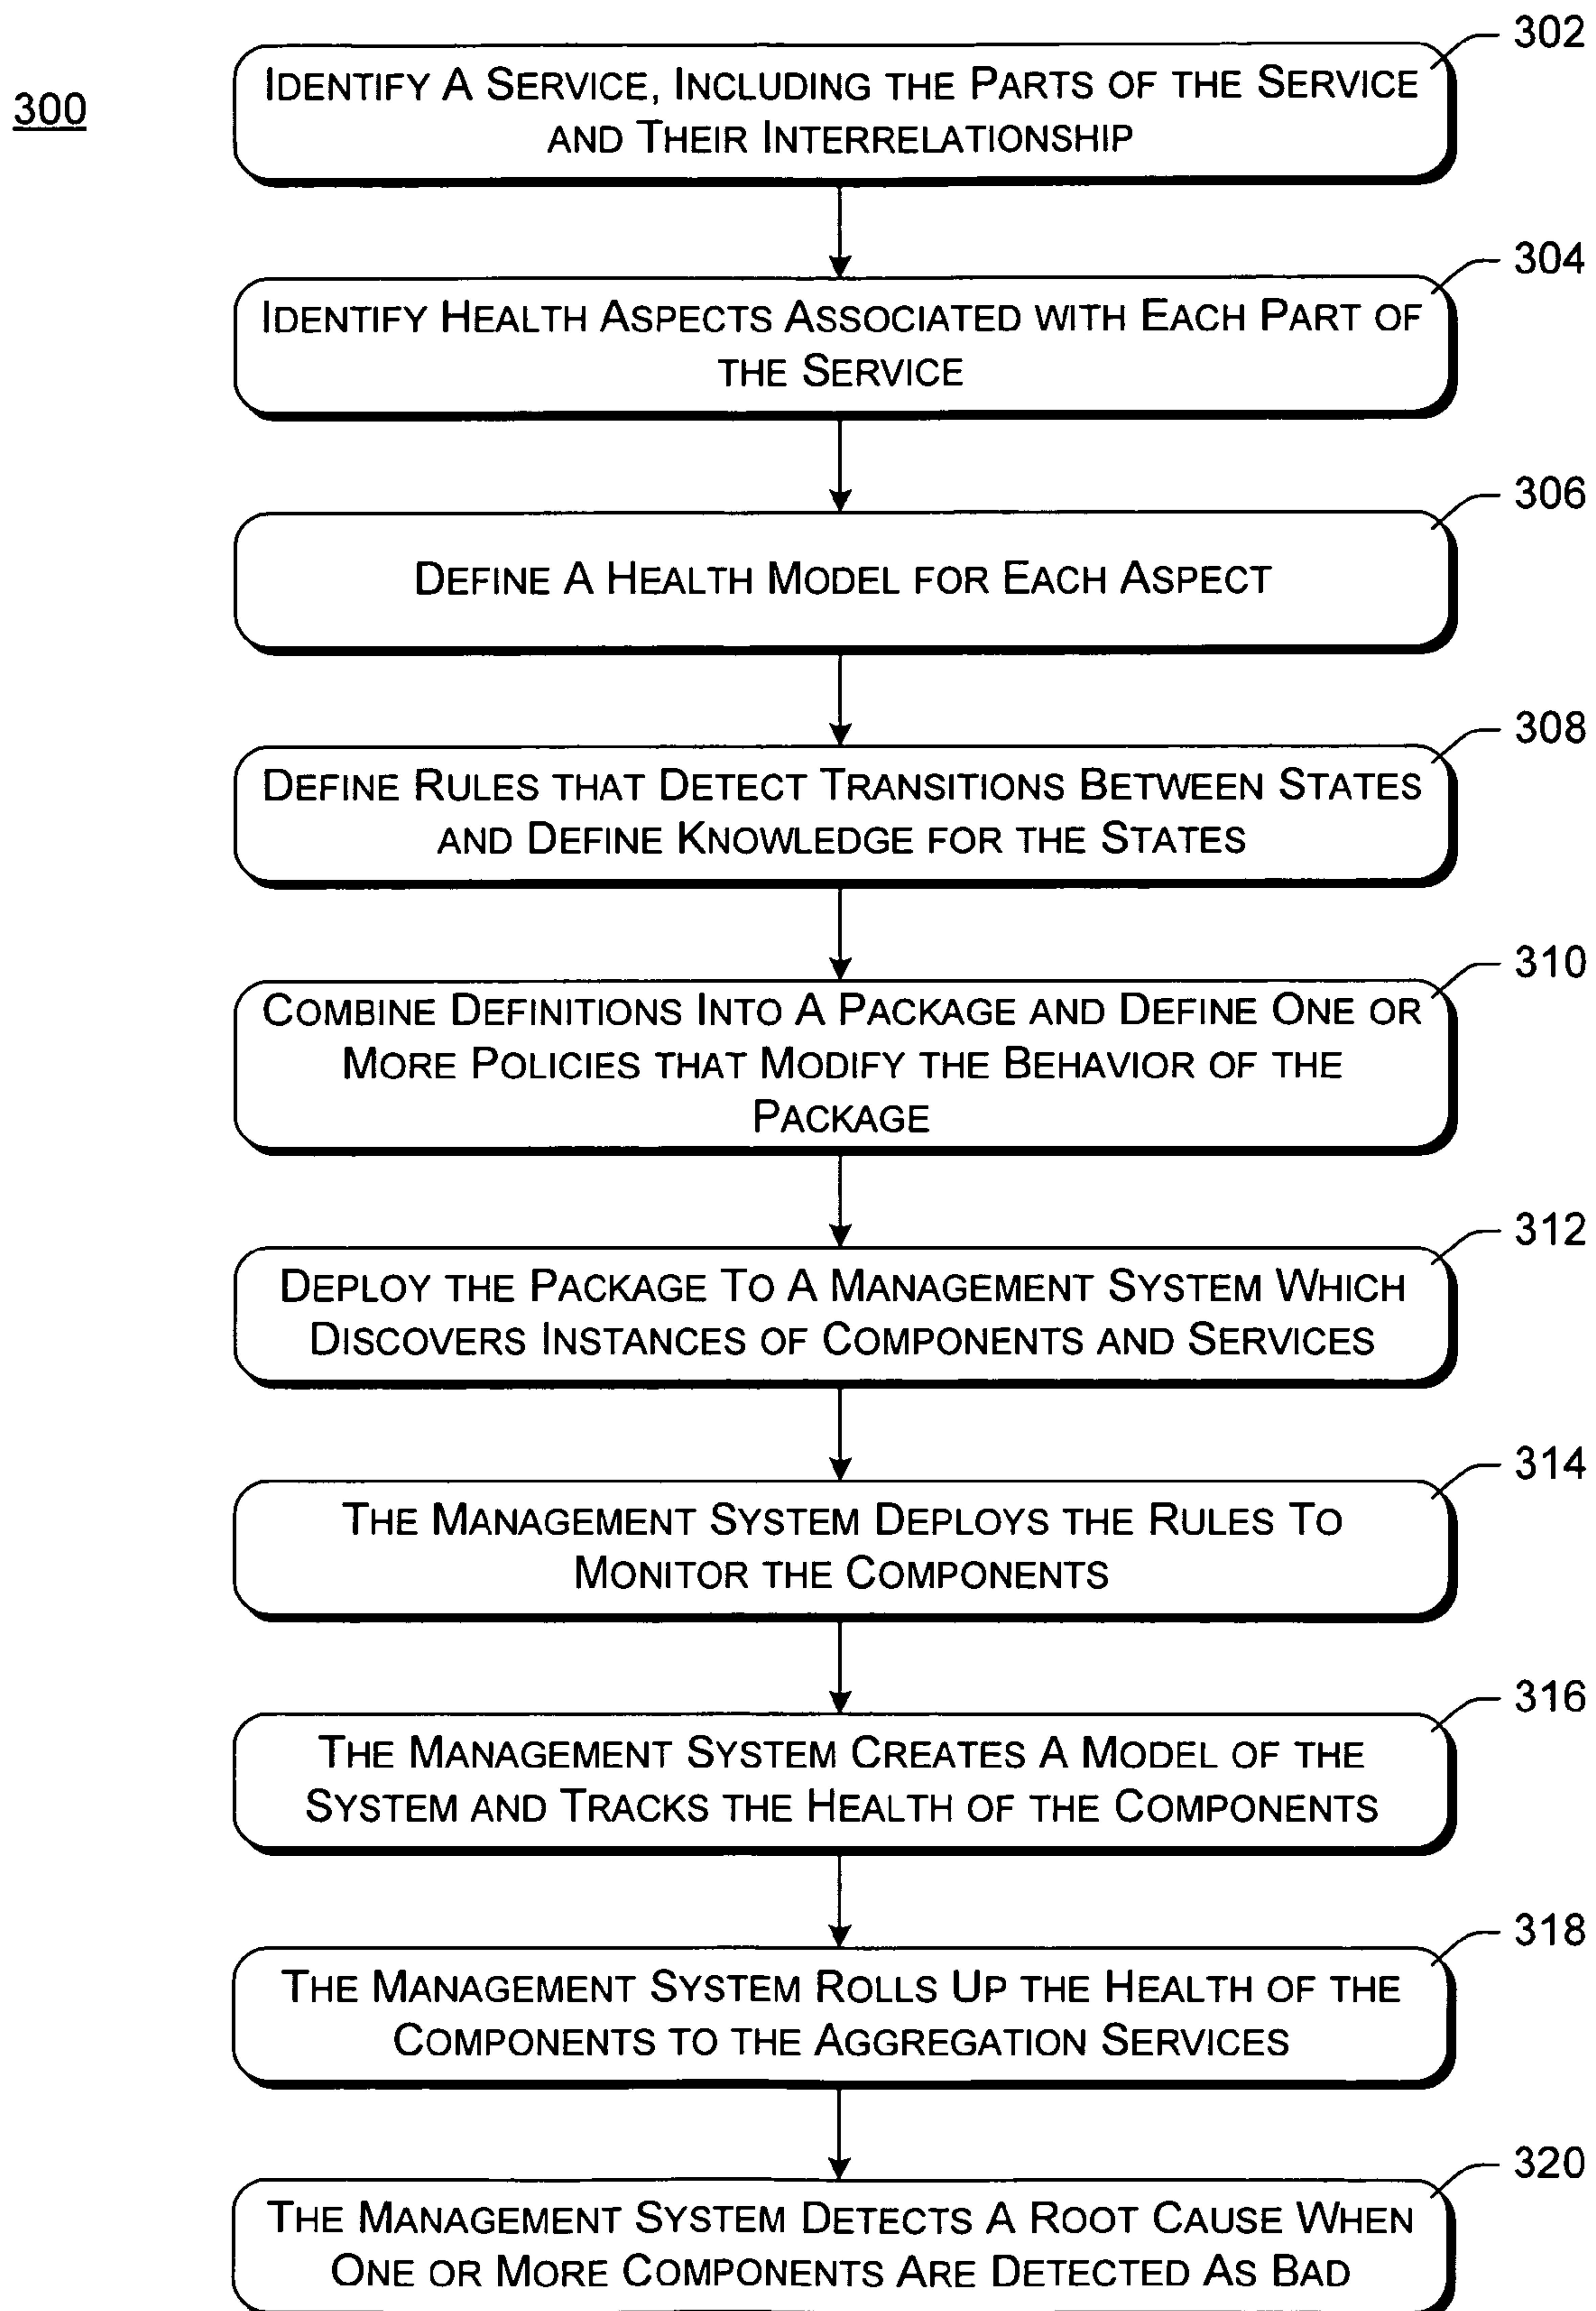 302
300
IDENTIFY A SERVICE, INCLUDING THE PARTS OF THE SERVICE
AND THEIR INTERRELATIONSHIP
304
IDENTIFY HEALTH ASPECTS ASSOCIATED WITH EACH PART OF
THE SERVICE
306
DEFINE A HEALTH MODEL FOR EACH ASPECT
308
DEFINE RULES THAT DETECT TRANSITIONS BETWEEN STATES
AND DEFINE KNOWLEDGE FOR THE STATES
310
COMBINE DEFINITIONS INTO A PACKAGE AND DEFINE ONE OR
MORE POLICIES THAT MODIFY THE BEHAVIOR OF THE
PACKAGE
312
DEPLOY THE PACKAGE TO A MANAGEMENT SYSTEM WHICH
DISCOVERS INSTANCES OF COMPONENTS AND SERVICES
314
THE MANAGEMENT SYSTEM DEPLOYS THE RULES TO
MONITOR THE COMPONENTS
316
THE MANAGEMENT SYSTEM CREATES A MODEL OF THE
SYSTEM AND TRACKS THE HEALTH OF THE COMPONENTS
318
THE MANAGEMENT SYSTEM ROLLS UP THE HEALTH OF THE
COMPONENTS TO THE AGGREGATION SERVICES
320
THE MANAGEMENT SYSTEM DETECTS A ROOT CAUSE WHEN
ONE OR MORE COMPONENTS ARE DETECTED AS BAD